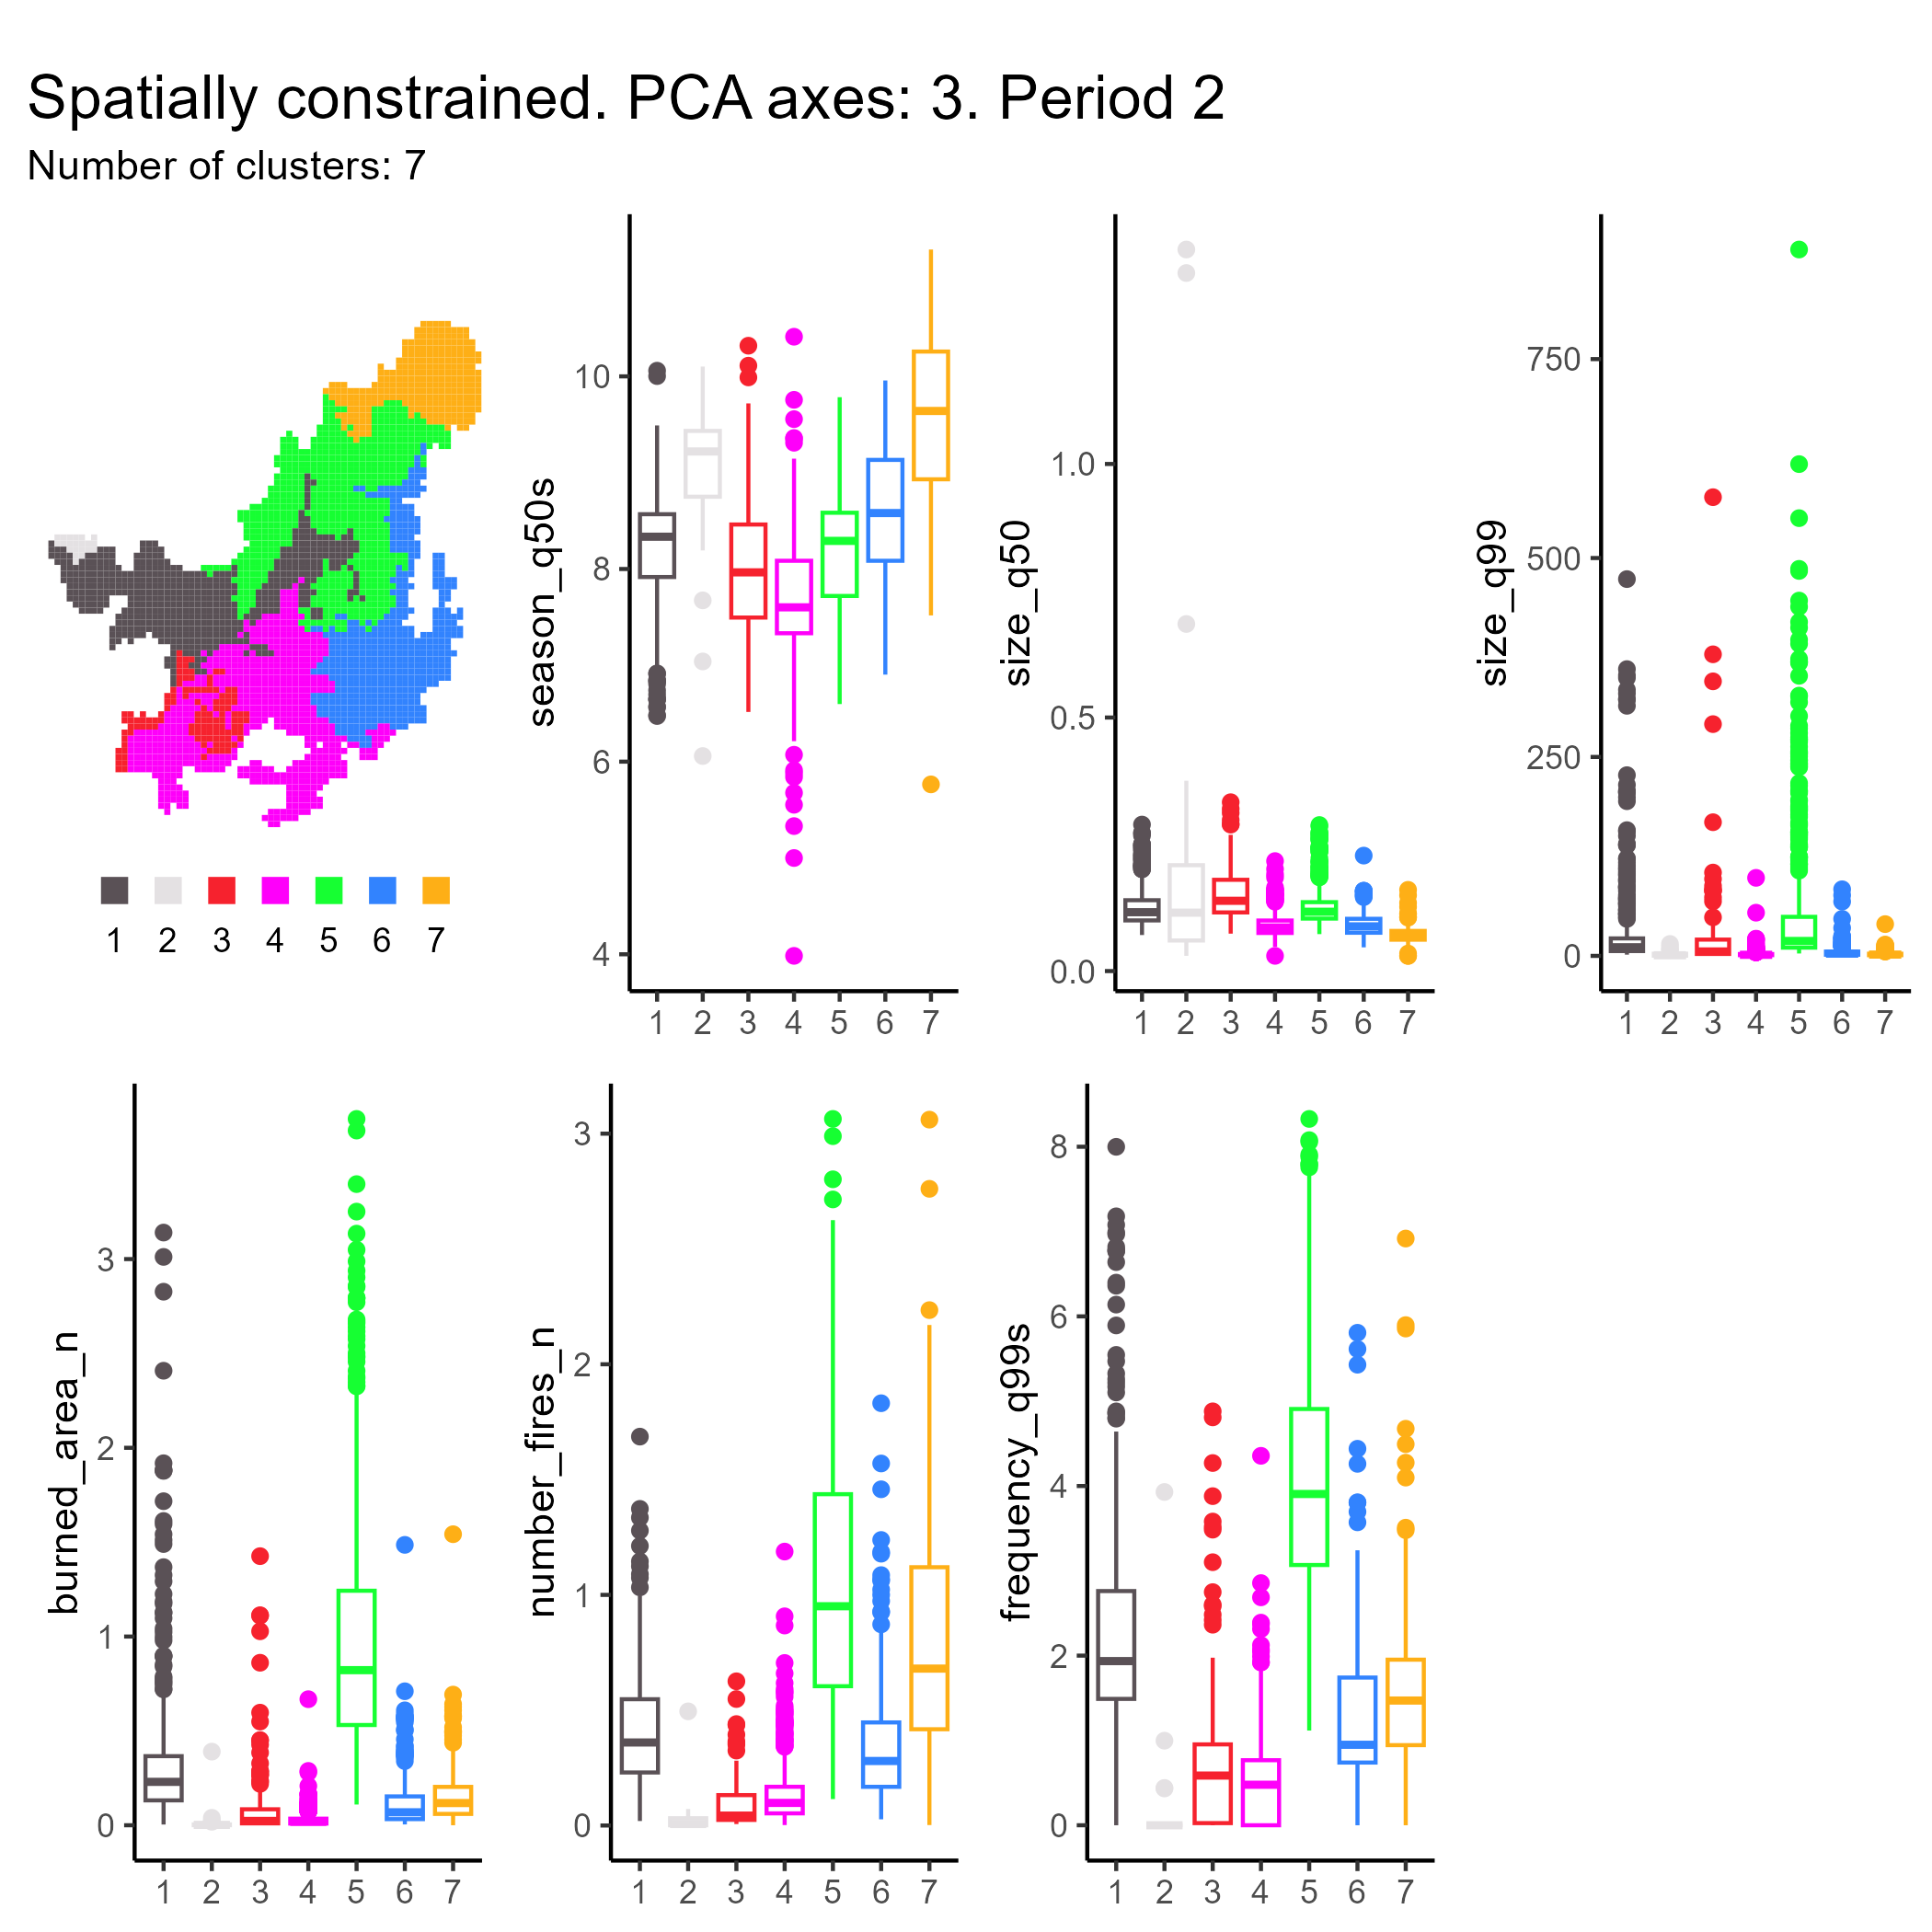 Spatially constrained. PCA axes: 3. Period 2
Number of clusters: 7
1 2 3 4 5 6 7
season_q50s
10
8
6
4
1 2 3 4 5 6 7
size_q50
1.0
0.5
0.0
1 2 3 4 5 6 7
size_q99
750
500
250
0
1 2 3 4 5 6 7
burned_area_n
3
2
1
0
1 2 3 4 5 6 7
number_fires_n
3
2
1
0
1 2 3 4 5 6 7
frequency_q99s
8
6
4
2
0
1 2 3 4 5 6 7